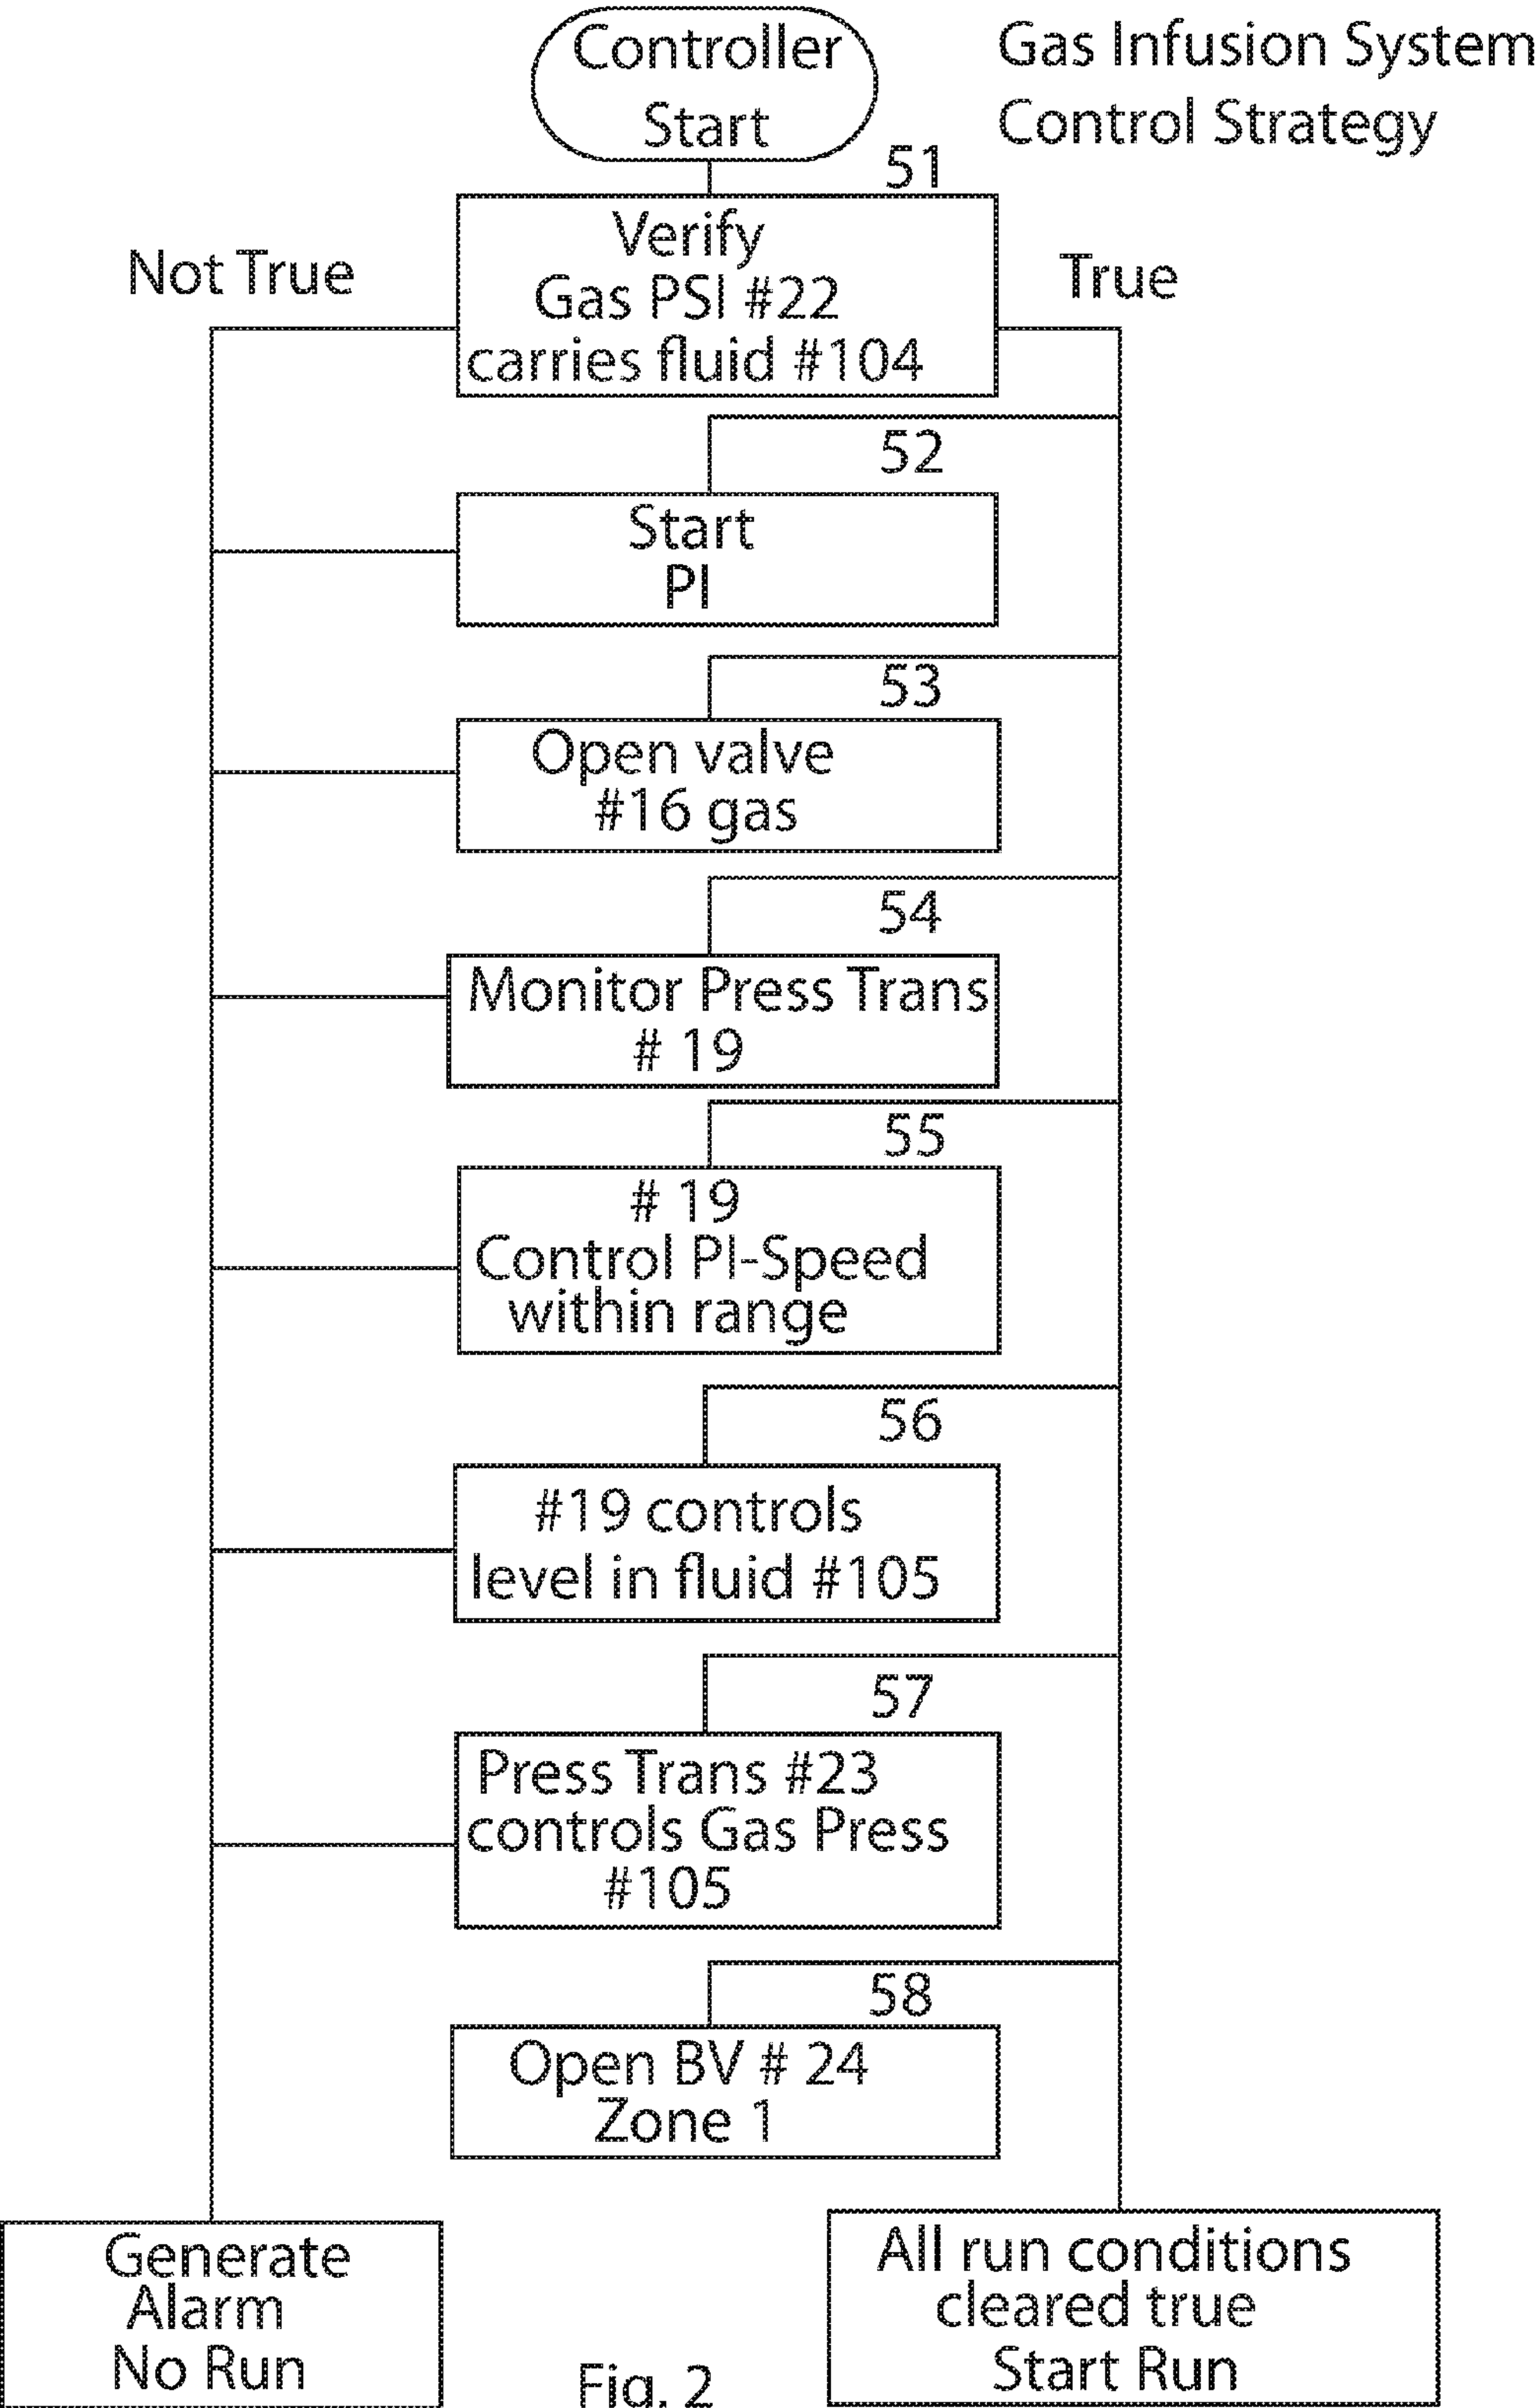 Controller
Start
Gas Infusion System
Control Strategy
51
Verify
Gas PSI #22
carries fluid #104
Not True
True
52
Start
PI
53
Open valve
#16 gas
54
Monitor Press Trans
# 19
55
# 19
Control PI-Speed
within range
56
#19 controls
level in fluid #105
57
Press Trans #23
controls Gas Press
#105
58
Open BV # 24
Zone 1
Generate
Alarm
No Run
All run conditions
cleared true
Start Run
Fig. 2